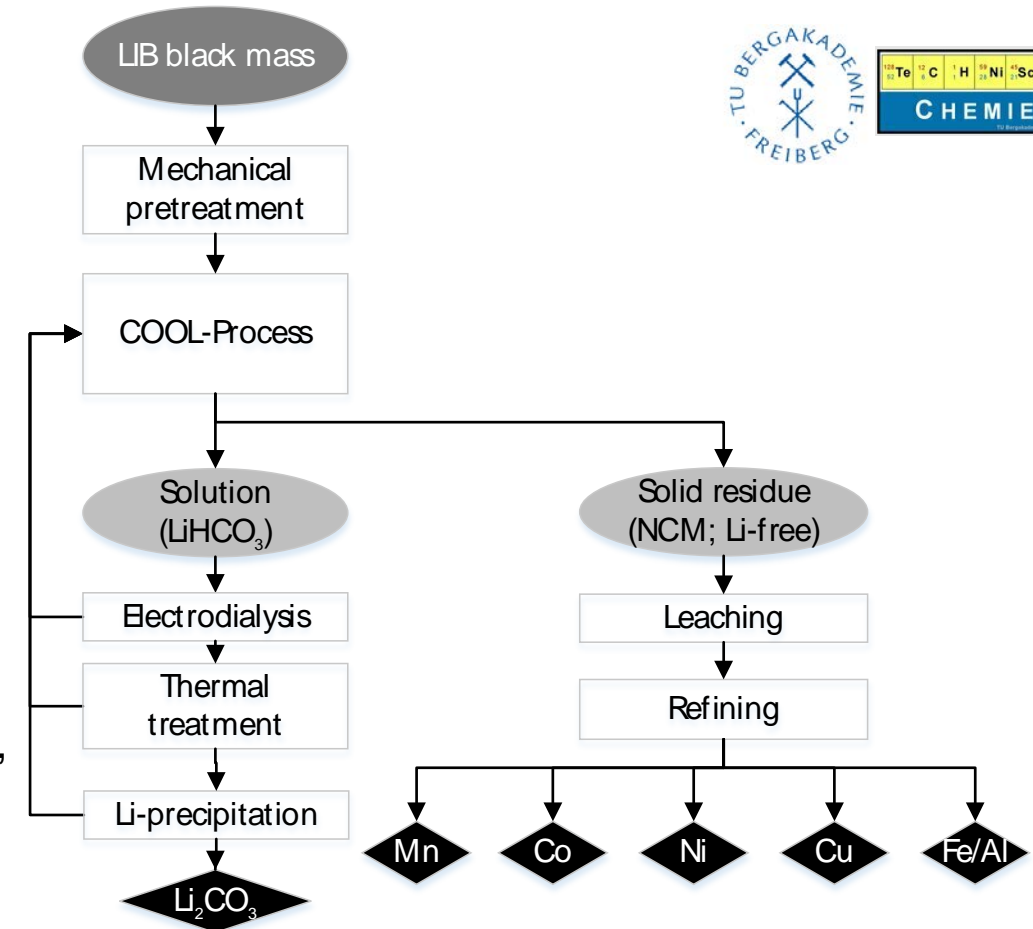 LIB black mass
TU BERGAKADEMIE
FREIBERG
Te C H Ni Sc
CHEMIE
Mechanical
pretreatment
COOL-Process
Solution
(LiHCO₃)
Solid residue
(NCM; Li-free)
Electrodialysis
Leaching
Thermal
treatment
Refining
,
Li-precipitation
Mn Co Ni Cu Fe/Al
Li₂CO₃